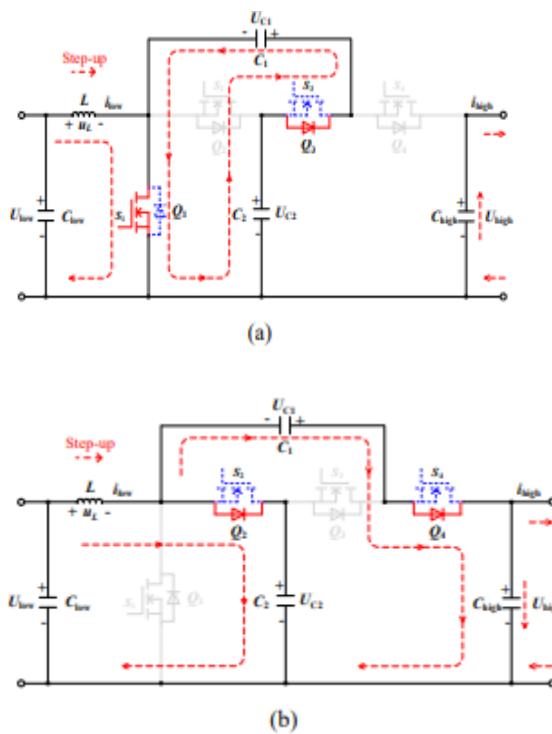 U_C1
- +
C_1
Step-up
S_2 S_3 S_4
L i_low i_high
+ u_L - Q_2 Q_3 Q_4
U_low + - C_low
S_1 Q_1
C_2 + - U_C2
C_high + - U_high
(a)
U_C1
- +
C_1
Step-up
S_2 S_3 S_4
L i_low i_high
+ u_L - Q_2 Q_3 Q_4
U_low + - C_low
S_1 Q_1
C_2 + - U_C2
C_high + -
(b)